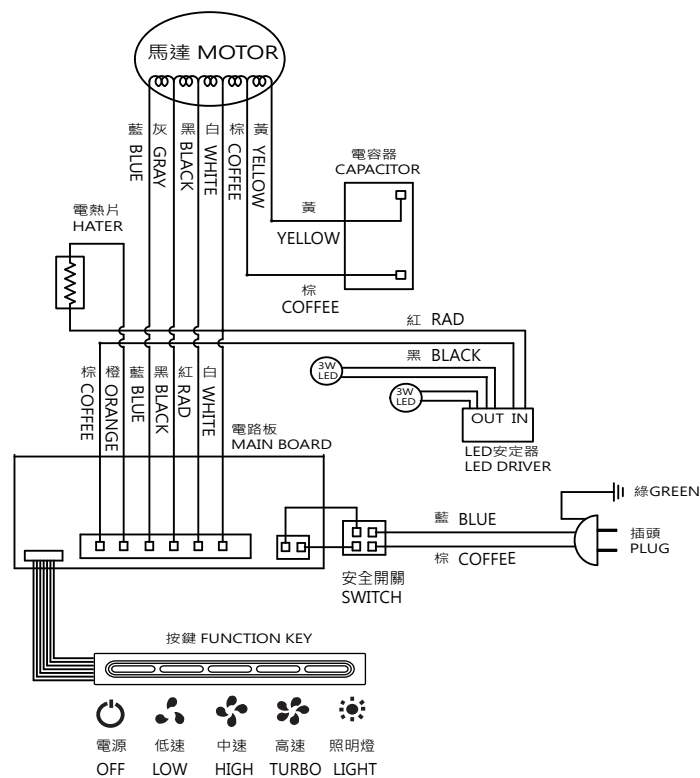 馬達 MOTOR
藍 BLUE
灰 GRAY
黑 BLACK
白 WHITE
棕 COFFEE
黃 YELLOW
電容器
CAPACITOR
黃
YELLOW
棕
COFFEE
電熱片
HATER
紅 RAD
黑 BLACK
3W
LED
3W
LED
OUT IN
LED安定器
LED DRIVER
棕 COFFEE
橙 ORANGE
藍 BLUE
黑 BLACK
紅 RAD
白 WHITE
電路板
MAIN BOARD
綠GREEN
藍 BLUE
棕 COFFEE
插頭
PLUG
安全開關
SWITCH
按鍵 FUNCTION KEY
電源 低速 中速 高速 照明燈
OFF LOW HIGH TURBO LIGHT